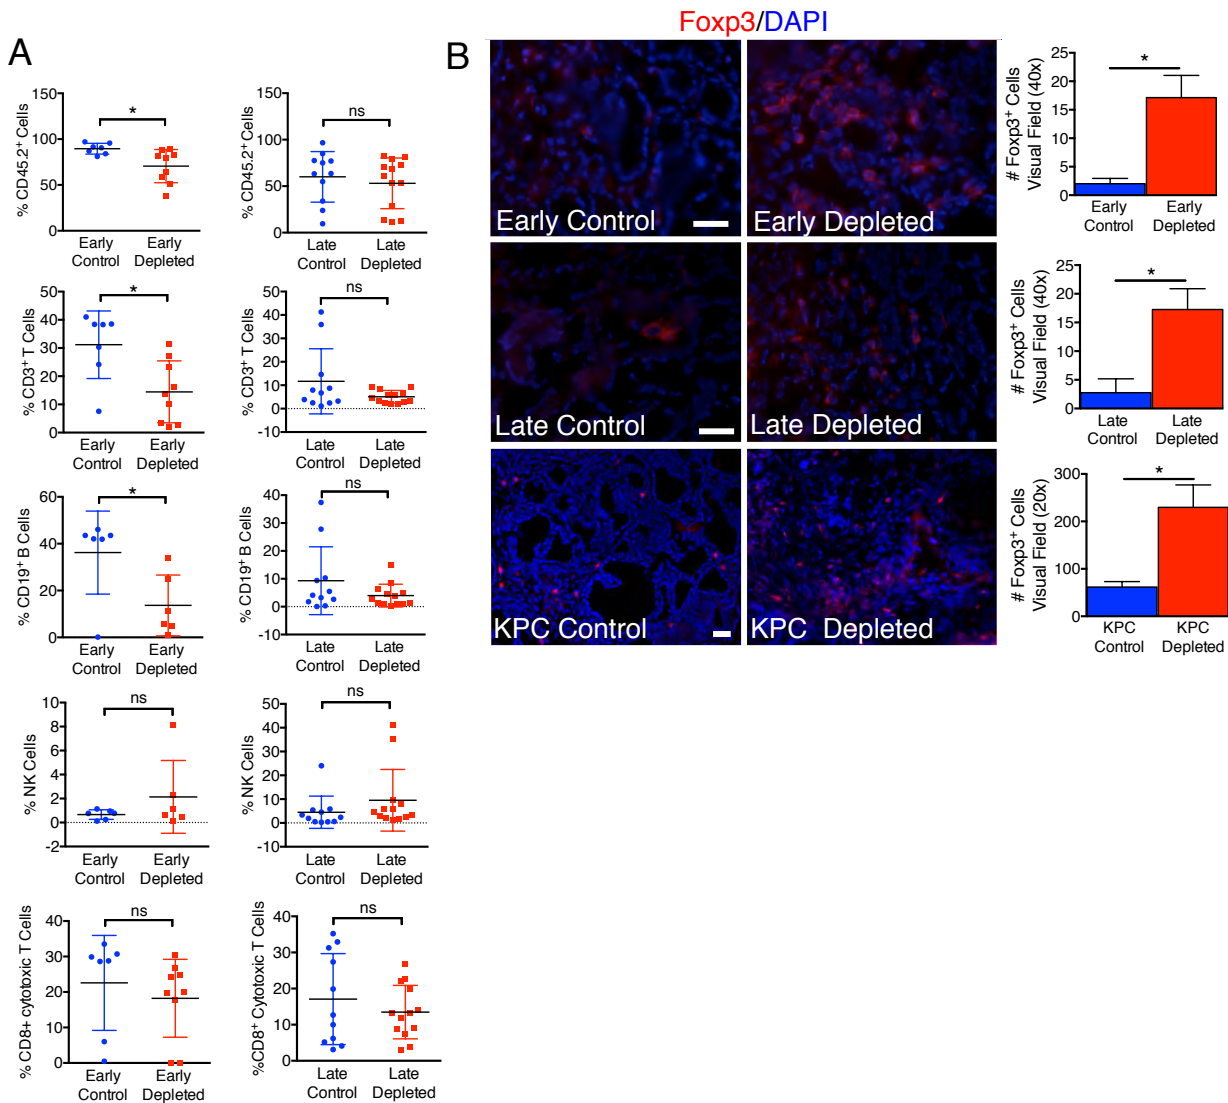 A
150
100
50
0
% CD45.2⁺ Cells
*
Early
Control
Early
Depleted
150
100
50
0
% CD45.2⁺ Cells
ns
Late
Control
Late
Depleted
50
40
30
20
10
0
% CD3⁺ T Cells
*
Early
Control
Early
Depleted
50
40
30
20
10
0
-10
% CD3⁺ T Cells
ns
Late
Control
Late
Depleted
60
40
20
0
% CD19⁺ B Cells
*
Early
Control
Early
Depleted
40
30
20
10
0
-10
% CD19⁺ B Cells
ns
Late
Control
Late
Depleted
10
8
6
4
2
0
-2
% NK Cells
ns
Early
Control
Early
Depleted
50
40
30
20
10
0
-10
% NK Cells
ns
Late
Control
Late
Depleted
40
30
20
10
0
%CD8+ cytotoxic T Cells
ns
Early
Control
Early
Depleted
40
30
20
10
0
%CD8⁺ Cytotoxic T Cells
ns
Late
Control
Late
Depleted
B
Foxp3/DAPI
Early Control
Early Depleted
Late Control
Late Depleted
KPC Control
KPC Depleted
25
20
15
10
5
0
# Foxp3⁺ Cells
Visual Field (40x)
*
Early
Control
Early
Depleted
25
20
15
10
5
0
# Foxp3⁺ Cells
Visual Field (40x)
*
Late
Control
Late
Depleted
300
200
100
0
# Foxp3⁺ Cells
Visual Field (20x)
*
KPC
Control
KPC
Depleted